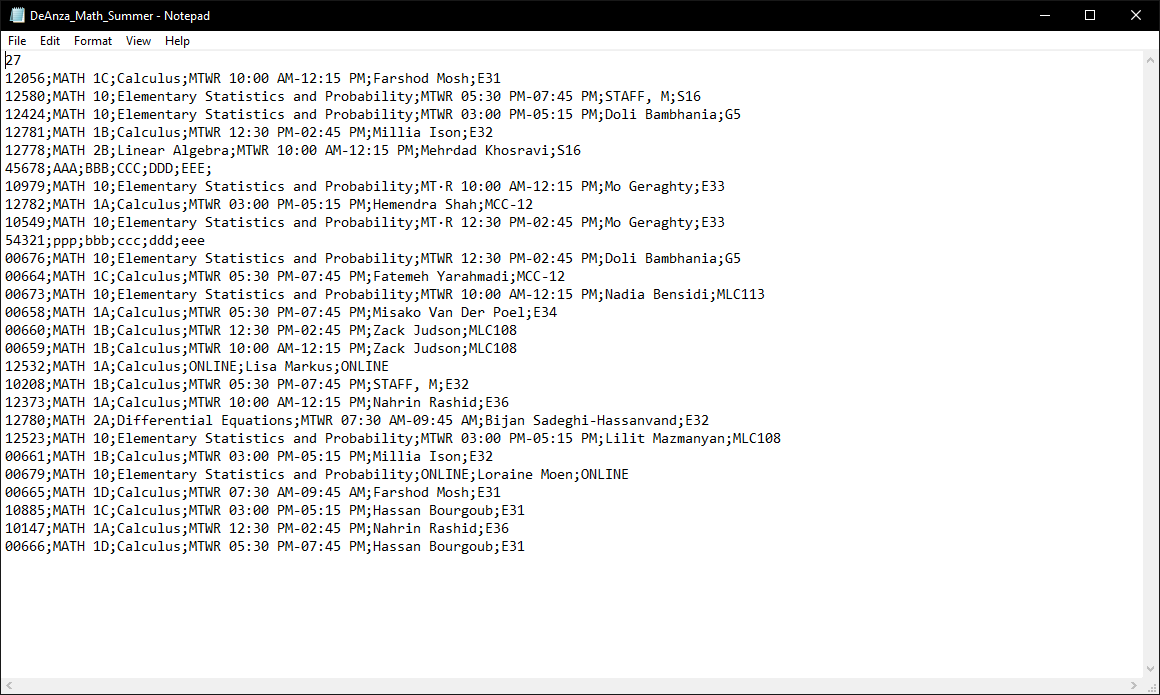 DeAnza_Math_Summer - Notepad
File Edit Format View Help
27
12056;MATH 1C;Calculus;MTWR 10:00 AM-12:15 PM;Farshod Mosh;E31
12580;MATH 10;Elementary Statistics and Probability;MTWR 05:30 PM-07:45 PM;STAFF, M;S16
12424;MATH 10;Elementary Statistics and Probability;MTWR 03:00 PM-05:15 PM;Doli Bambhania;G5
12781;MATH 1B;Calculus;MTWR 12:30 PM-02:45 PM;Millia Ison;E32
12778;MATH 2B;Linear Algebra;MTWR 10:00 AM-12:15 PM;Mehrdad Khosravi;S16
45678;AAA;BBB;CCC;DDD;EEE;
10979;MATH 10;Elementary Statistics and Probability;MT·R 10:00 AM-12:15 PM;Mo Geraghty;E33
12782;MATH 1A;Calculus;MTWR 03:00 PM-05:15 PM;Hemendra Shah;MCC-12
10549;MATH 10;Elementary Statistics and Probability;MT·R 12:30 PM-02:45 PM;Mo Geraghty;E33
54321;ppp;bbb;ccc;ddd;eee
00676;MATH 10;Elementary Statistics and Probability;MTWR 12:30 PM-02:45 PM;Doli Bambhania;G5
00664;MATH 1C;Calculus;MTWR 05:30 PM-07:45 PM;Fatemeh Yarahmadi;MCC-12
00673;MATH 10;Elementary Statistics and Probability;MTWR 10:00 AM-12:15 PM;Nadia Bensidi;MLC113
00658;MATH 1A;Calculus;MTWR 05:30 PM-07:45 PM;Misako Van Der Poel;E34
00660;MATH 1B;Calculus;MTWR 12:30 PM-02:45 PM;Zack Judson;MLC108
00659;MATH 1B;Calculus;MTWR 10:00 AM-12:15 PM;Zack Judson;MLC108
12532;MATH 1A;Calculus;ONLINE;Lisa Markus;ONLINE
10208;MATH 1B;Calculus;MTWR 05:30 PM-07:45 PM;STAFF, M;E32
12373;MATH 1A;Calculus;MTWR 10:00 AM-12:15 PM;Nahrin Rashid;E36
12780;MATH 2A;Differential Equations;MTWR 07:30 AM-09:45 AM;Bijan Sadeghi-Hassanvand;E32
12523;MATH 10;Elementary Statistics and Probability;MTWR 03:00 PM-05:15 PM;Lilit Mazmanyan;MLC108
00661;MATH 1B;Calculus;MTWR 03:00 PM-05:15 PM;Millia Ison;E32
00679;MATH 10;Elementary Statistics and Probability;ONLINE;Loraine Moen;ONLINE
00665;MATH 1D;Calculus;MTWR 07:30 AM-09:45 AM;Farshod Mosh;E31
10885;MATH 1C;Calculus;MTWR 03:00 PM-05:15 PM;Hassan Bourgoub;E31
10147;MATH 1A;Calculus;MTWR 12:30 PM-02:45 PM;Nahrin Rashid;E36
00666;MATH 1D;Calculus;MTWR 05:30 PM-07:45 PM;Hassan Bourgoub;E31